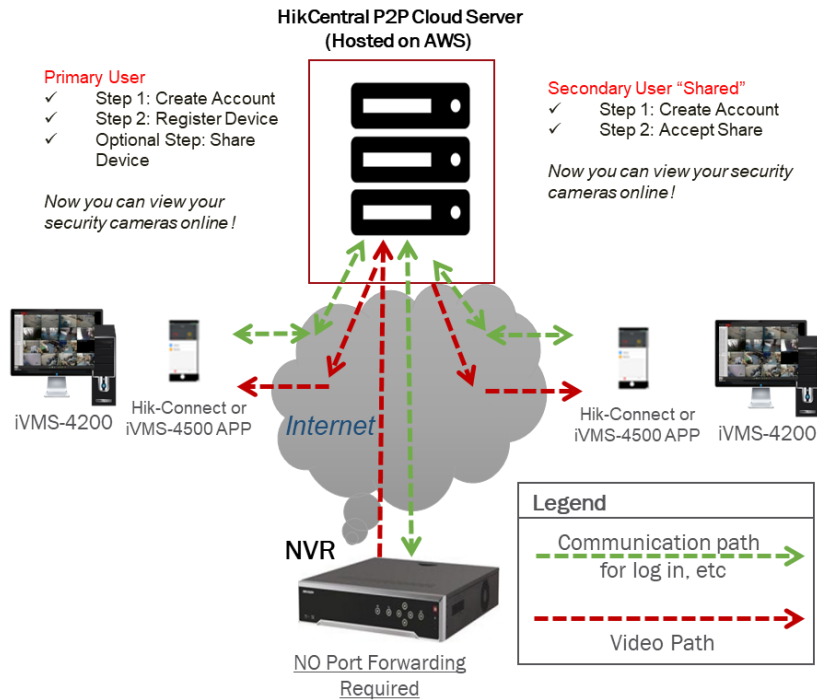 HikCentral P2P Cloud Server
(Hosted on AWS)
Primary User
✓ Step 1: Create Account
✓ Step 2: Register Device
✓ Optional Step: Share
Device
Now you can view your
security cameras online !
Secondary User “Shared”
✓ Step 1: Create Account
✓ Step 2: Accept Share
Now you can view your security
cameras online !
iVMS-4200
Hik-Connect or
iVMS-4500 APP
Internet
Hik-Connect or
iVMS-4500 APP
iVMS-4200
NVR
NO Port Forwarding
Required
Legend
Communication path
for log in, etc
Video Path